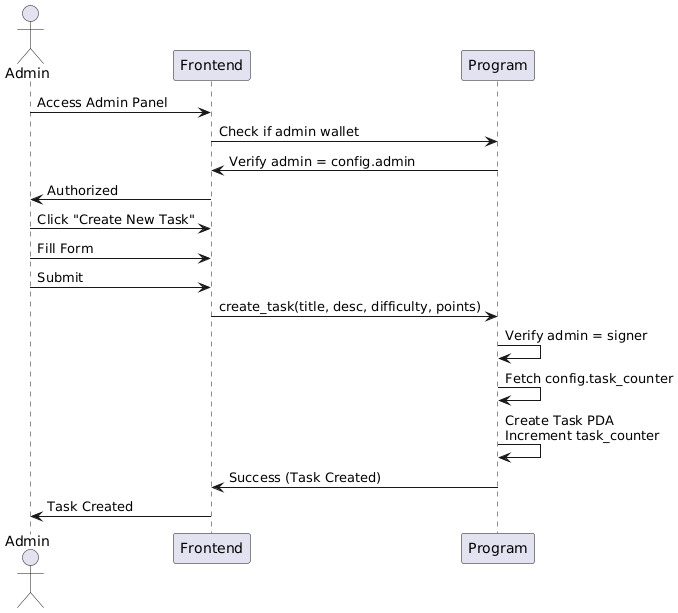 Admin
Frontend
Program
Access Admin Panel
Check if admin wallet
Verify admin = config.admin
Authorized
Click "Create New Task"
Fill Form
Submit
create_task(title, desc, difficulty, points)
Verify admin = signer
Fetch config.task_counter
Create Task PDA
Increment task_counter
Success (Task Created)
Task Created
Admin
Frontend
Program